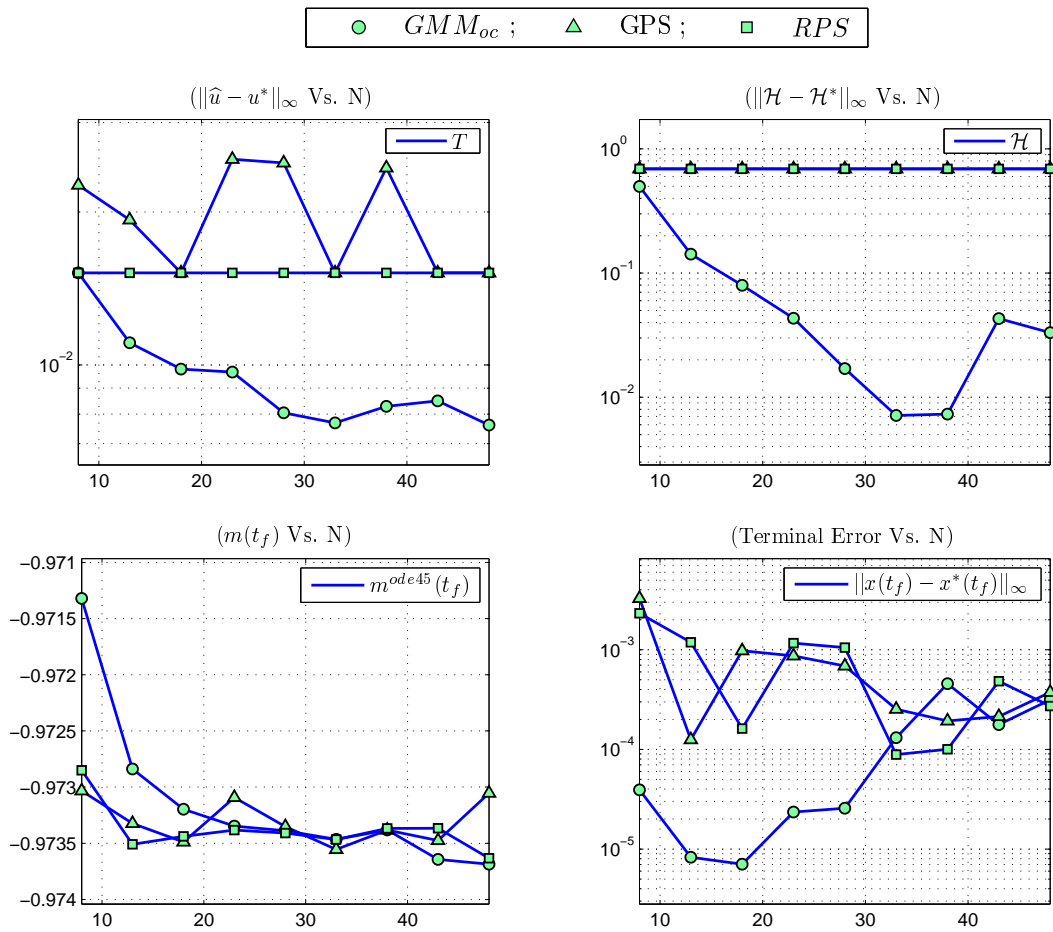 GMM_oc ; GPS ; RPS
(||û − u*||∞ Vs. N)
T
10⁻²
10 20 30 40
(||ℋ − ℋ*||∞ Vs. N)
ℋ
10⁰
10⁻¹
10⁻²
10 20 30 40
(m(t_f) Vs. N)
m^{ode45}(t_f)
−0.971
−0.9715
−0.972
−0.9725
−0.973
−0.9735
−0.974
10 20 30 40
(Terminal Error Vs. N)
||x(t_f) − x*(t_f)||∞
10⁻³
10⁻⁴
10⁻⁵
10 20 30 40